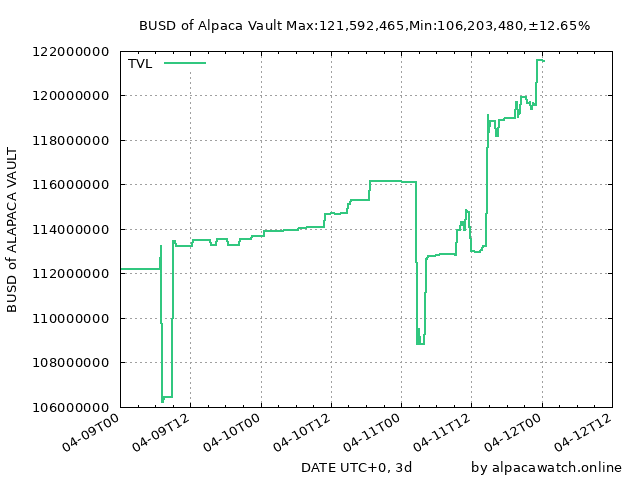 BUSD of Alpaca Vault Max:121,592,465,Min:106,203,480,±12.65%
122000000
TVL
120000000
118000000
116000000
114000000
112000000
110000000
108000000
106000000
BUSD of ALAPACA VAULT
04-09T00
04-09T12
04-10T00
04-10T12
04-11T00
04-11T12
04-12T00
04-12T12
DATE UTC+0, 3d
by alpacawatch.online